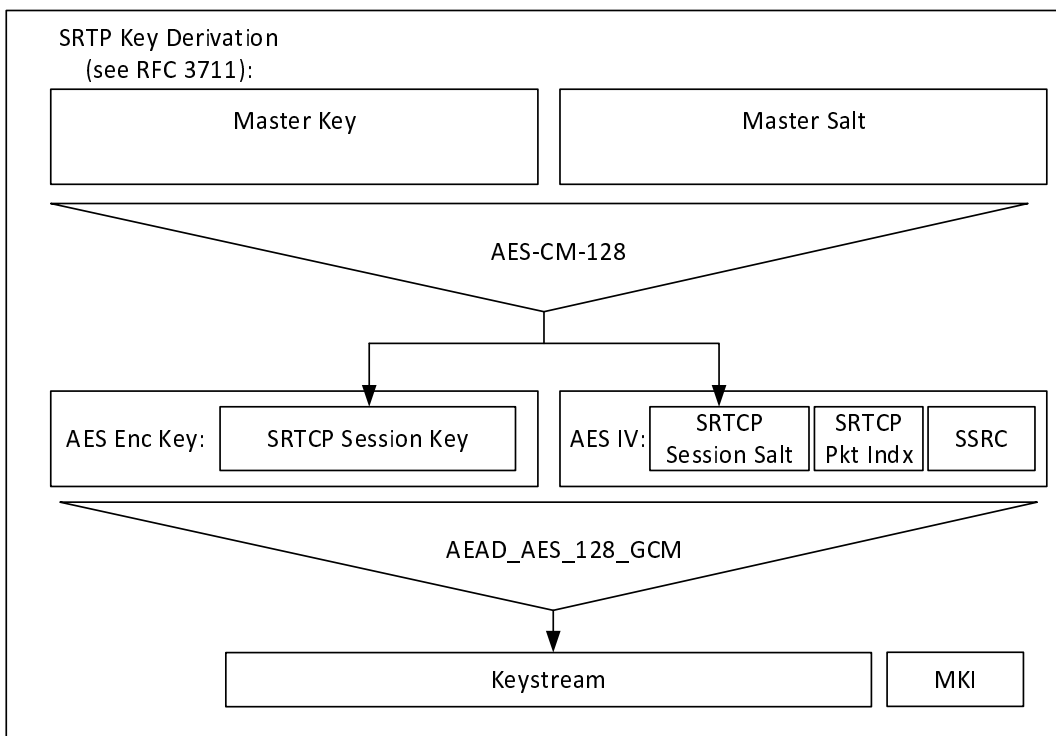 SRTP Key Derivation
(see RFC 3711):
Master Key
Master Salt
AES-CM-128
AES Enc Key:
SRTCP Session Key
AES IV:
SRTCP
Session Salt
SRTCP
Pkt Indx
SSRC
AEAD_AES_128_GCM
Keystream
MKI